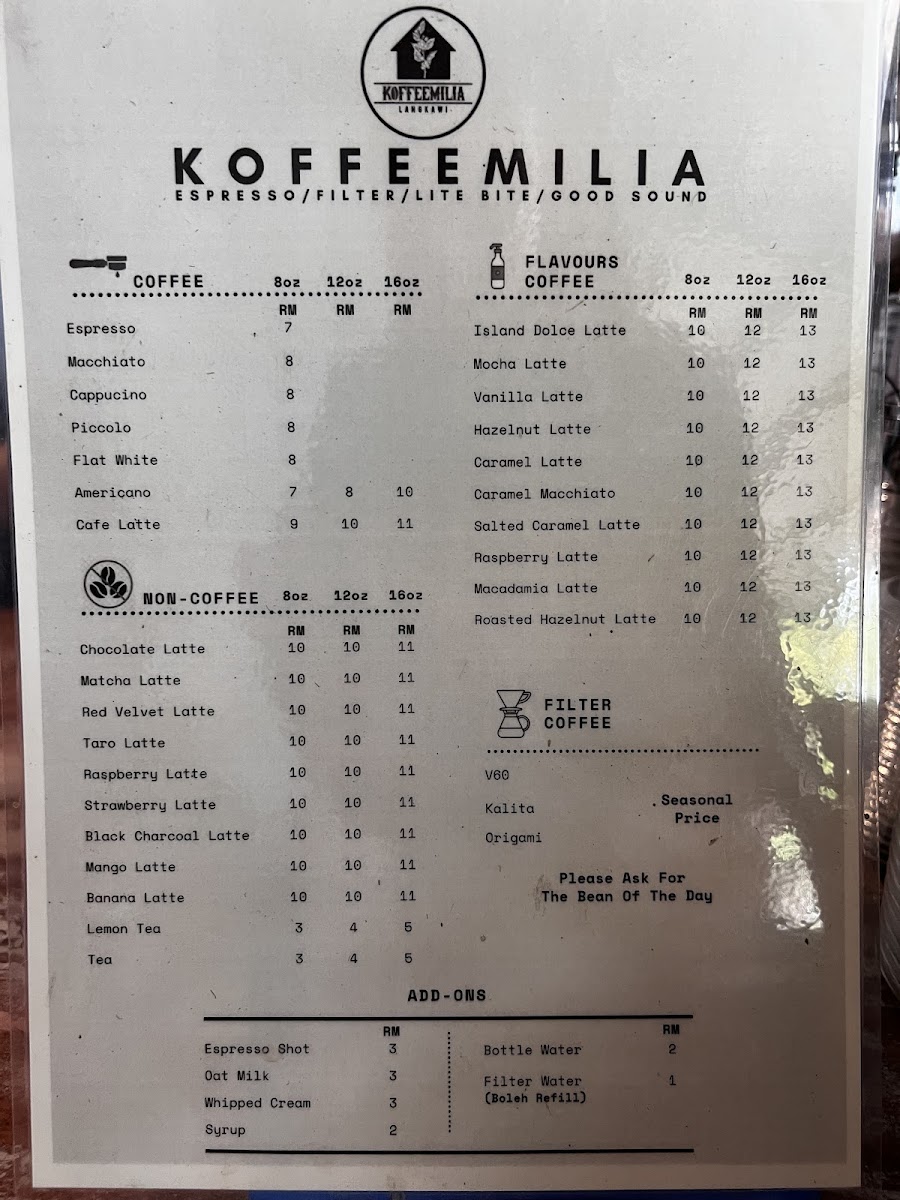 KOFFEEMILIA
LANGKAWI
KOFFEEMILIA
ESPRESSO/FILTER/LITE BITE/GOOD SOUND
COFFEE 8oz 12oz 16oz
RM RM RM
Espresso 7
Macchiato 8
Cappucino 8
Piccolo 8
Flat White 8
Americano 7 8 10
Cafe Latte 9 10 11
NON-COFFEE 8oz 12oz 16oz
RM RM RM
Chocolate Latte 10 10 11
Matcha Latte 10 10 11
Red Velvet Latte 10 10 11
Taro Latte 10 10 11
Raspberry Latte 10 10 11
Strawberry Latte 10 10 11
Black Charcoal Latte 10 10 11
Mango Latte 10 10 11
Banana Latte 10 10 11
Lemon Tea 3 4 5
Tea 3 4 5
FLAVOURS
COFFEE 8oz 12oz 16oz
RM RM RM
Island Dolce Latte 10 12 13
Mocha Latte 10 12 13
Vanilla Latte 10 12 13
Hazelnut Latte 10 12 13
Caramel Latte 10 12 13
Caramel Macchiato 10 12 13
Salted Caramel Latte 10 12 13
Raspberry Latte 10 12 13
Macadamia Latte 10 12 13
Roasted Hazelnut Latte 10 12 13
FILTER
COFFEE
V60
Kalita
Origami
Seasonal
Price
Please Ask For
The Bean Of The Day
ADD-ONS
RM
Espresso Shot 3
Oat Milk 3
Whipped Cream 3
Syrup 2
RM
Bottle Water 2
Filter Water 1
(Boleh Refill)